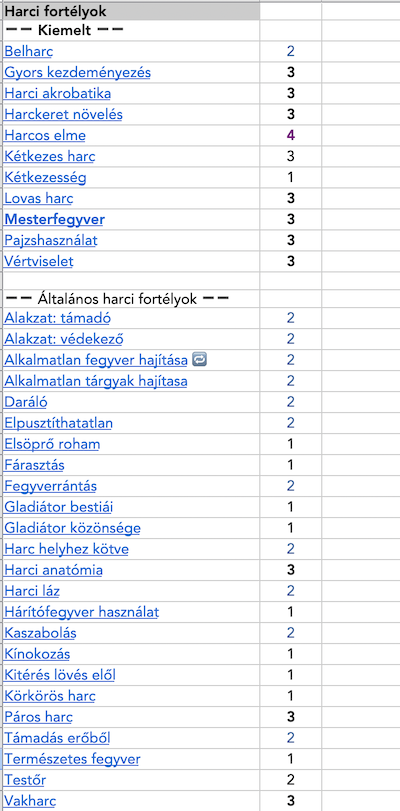 Harci fortélyok
—— Kiemelt ——
Belharc 2
Gyors kezdeményezés 3
Harci akrobatika 3
Harckeret növelés 3
Harcos elme 4
Kétkezes harc 3
Kétkezesség 1
Lovas harc 3
Mesterfegyver 3
Pajzshasználat 3
Vértviselet 3
—— Általános harci fortélyok ——
Alakzat: támadó 2
Alakzat: védekező 2
Alkalmatlan fegyver hajítása 🔁 2
Alkalmatlan tárgyak hajítasa 2
Daráló 2
Elpusztíthatatlan 2
Elsöprő roham 1
Fárasztás 1
Fegyverrántás 2
Gladiátor bestiái 1
Gladiátor közönsége 1
Harc helyhez kötve 2
Harci anatómia 3
Harci láz 2
Hárítófegyver használat 1
Kaszabolás 2
Kínokozás 1
Kitérés lövés elől 1
Körkörös harc 1
Páros harc 3
Támadás erőből 2
Természetes fegyver 1
Testőr 2
Vakharc 3